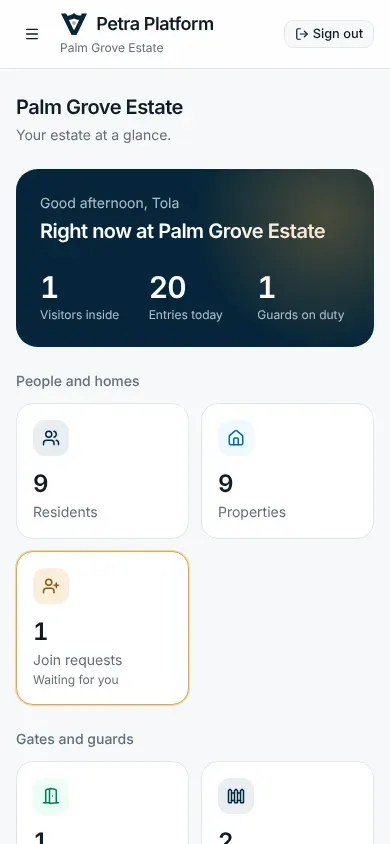 Petra Platform
Palm Grove Estate
Sign out
Palm Grove Estate
Your estate at a glance.
Good afternoon, Tola
Right now at Palm Grove Estate
1
20
1
Visitors inside
Entries today
Guards on duty
People and homes
9
Residents
9
Properties
1
Join requests
Waiting for you
Gates and guards
1
2